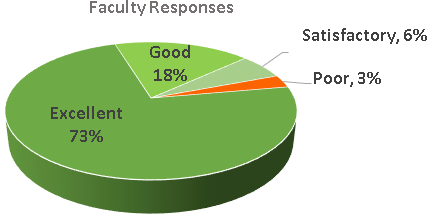 Faculty Responses
Good
18%
Satisfactory, 6%
Poor, 3%
Excellent
73%